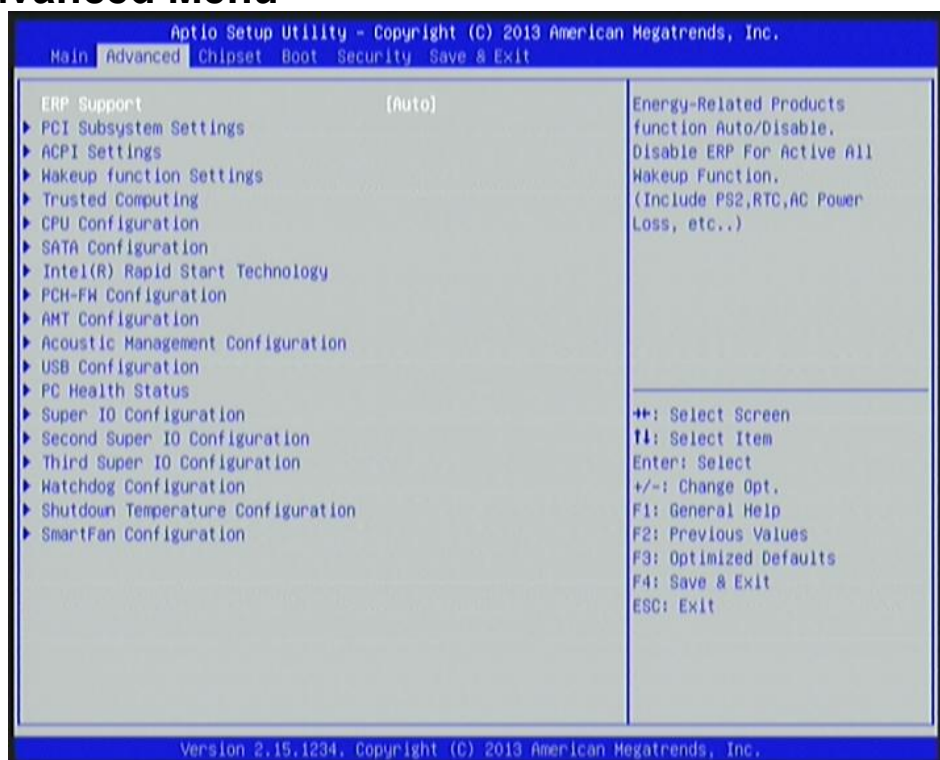 Aptio Setup Utility - Copyright (C) 2013 American Megatrends, Inc.
Main Advanced Chipset Boot Security Save & Exit
ERP Support [Auto]
PCI Subsystem Settings
ACPI Settings
Wakeup function Settings
Trusted Computing
CPU Configuration
SATA Configuration
Intel(R) Rapid Start Technology
PCH-FW Configuration
AMT Configuration
Acoustic Management Configuration
USB Configuration
PC Health Status
Super IO Configuration
Second Super IO Configuration
Third Super IO Configuration
Watchdog Configuration
Shutdown Temperature Configuration
SmartFan Configuration
Energy-Related Products
function Auto/Disable.
Disable ERP For Active All
Wakeup Function.
(Include PS2,RTC,AC Power
Loss, etc..)
→←: Select Screen
↑↓: Select Item
Enter: Select
+/-: Change Opt.
F1: General Help
F2: Previous Values
F3: Optimized Defaults
F4: Save & Exit
ESC: Exit
Version 2.15.1234. Copyright (C) 2013 American Megatrends, Inc.